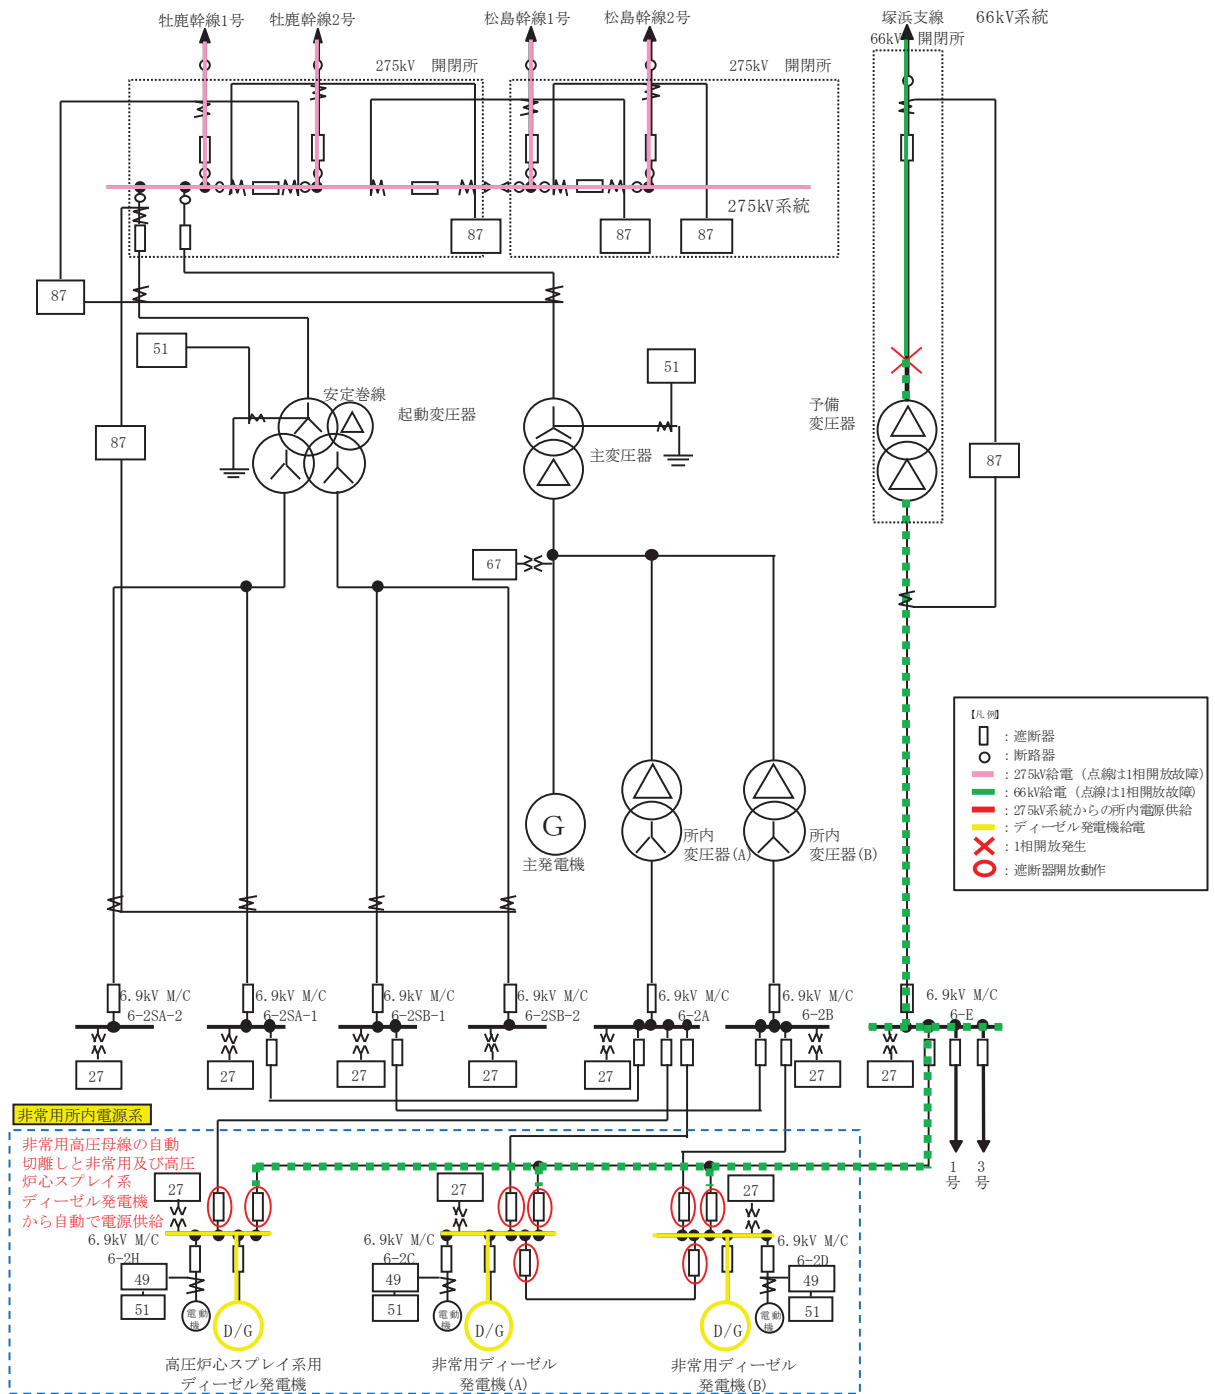 牡鹿幹線1号
牡鹿幹線2号
松島幹線1号
松島幹線2号
塚浜支線
66kV系統
66kV 開閉所
275kV 開閉所
275kV 開閉所
275kV系統
87
87
87
87
51
安定巻線
起動変圧器
51
主変圧器
予備
変圧器
87
87
67
G
主発電機
所内
変圧器(A)
所内
変圧器(B)
【凡例】
：遮断器
：断路器
：275kV給電（点線は1相開放故障）
：66kV給電（点線は1相開放故障）
：275kV系統からの所内電源供給
：ディーゼル発電機給電
：1相開放発生
：遮断器開放動作
6.9kV M/C
6-2SA-2
6.9kV M/C
6-2SA-1
6.9kV M/C
6-2SB-1
6.9kV M/C
6-2SB-2
6.9kV M/C
6-2A
6.9kV M/C
6-2B
6.9kV M/C
6-E
27
27
27
27
27
27
27
非常用所内電源系
非常用高圧母線の自動
切離しと非常用及び高圧
炉心スプレイ系
ディーゼル発電機
から自動で電源供給
1
号
3
号
27
27
27
6.9kV M/C
6-2H
6.9kV M/C
6-2C
6.9kV M/C
6-2D
49
51
電動
機
D/G
49
51
電動
機
D/G
D/G
電動
機
49
51
高圧炉心スプレイ系用
ディーゼル発電機
非常用ディーゼル
発電機(A)
非常用ディーゼル
発電機(B)